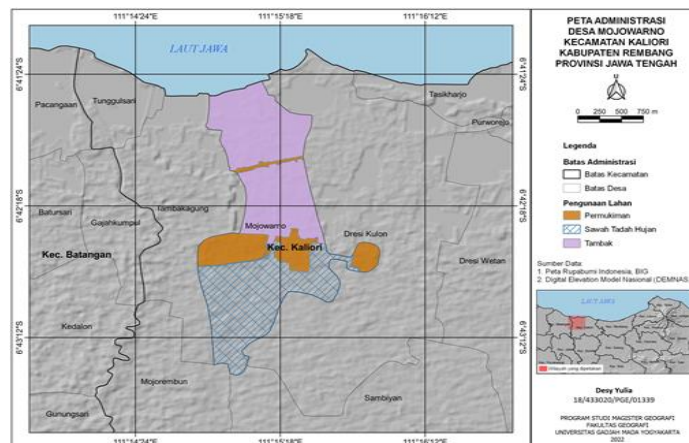 PETA ADMINISTRASI
DESA MOJOWARNO
KECAMATAN KALIORI
KABUPATEN REMBANG
PROVINSI JAWA TENGAH
0 250 500 750 m
Legenda
Batas Administrasi
Batas Kecamatan
Batas Desa
Pengunaan Lahan
Permukiman
Sawah Tadah Hujan
Tambak
Sumber Data:
1. Peta Rupabumi Indonesia, BIG
2. Digital Elevation Model Nasional (DEMNAS
LAUT JAWA
Wilayah yang dipetakan
Desy Yulia
18/433020/PGE/01339
PROGRAM STUDI MAGISTER GEOGRAFI
FAKULTAS GEOGRAFI
UNIVERSITAS GADJAH MADA YOGYAKARTA
2022
111°14'24"E 111°15'18"E 111°16'12"E
6°41'24"S 6°41'24"S
6°42'18"S 6°42'18"S
6°43'12"S 6°43'12"S
111°14'24"E 111°15'18"E 111°16'12"E
LAUT JAWA
Pacangaan
Tunggulsari
Tasikharjo
Purworejo
Batursari
Gajahkumpul
Tambakagung
Mojowarno
Dresi Kulon
Kec. Batangan
Kec. Kaliori
Dresi Wetan
Kedalon
Mojorembun
Sambiyan
Gunungsari